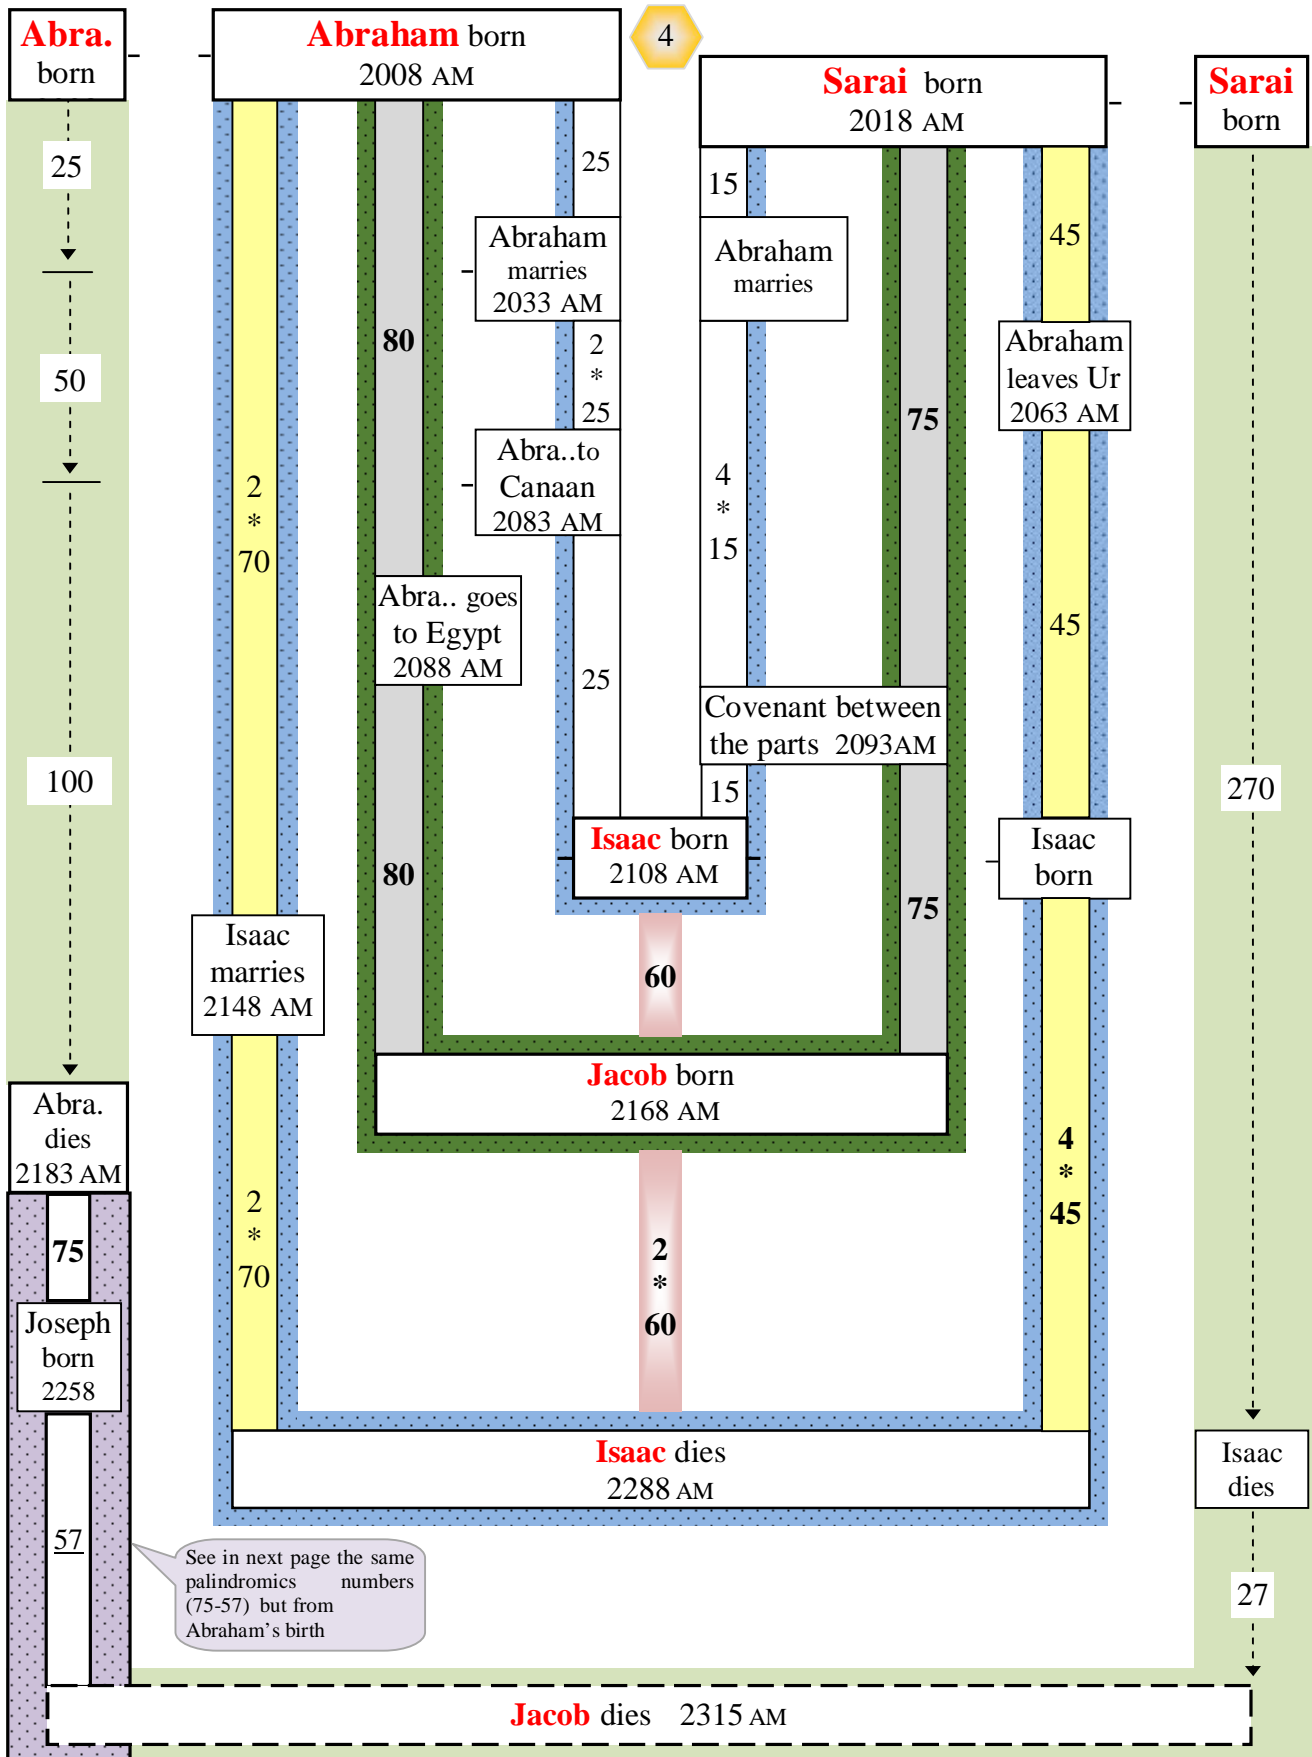 Abra.
born
Abraham born
2008 AM
4
Sarai born
2018 AM
Sarai
born
25
50
100
Abra.
dies
2183 AM
75
Joseph
born
2258
57
2
*
70
Isaac
marries
2148 AM
2
*
70
80
Abra.. goes
to Egypt
2088 AM
80
25
Abraham
marries
2033 AM
2
*
25
Abra..to
Canaan
2083 AM
25
15
Abraham
marries
4
*
15
Covenant between
the parts 2093AM
15
Isaac born
2108 AM
60
75
75
Jacob born
2168 AM
2
*
60
45
Abraham
leaves Ur
2063 AM
45
Isaac
born
4
*
45
Isaac dies
2288 AM
270
Isaac
dies
27
See in next page the same
palindromics numbers
(75-57) but from
Abraham's birth
Jacob dies 2315 AM